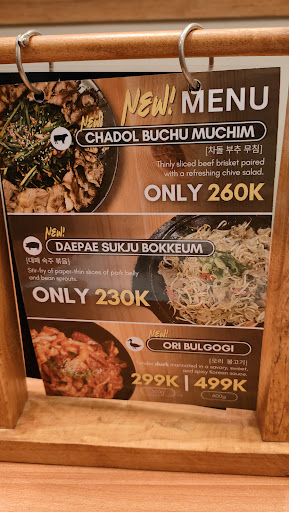 NEW! MENU
New!
CHADOL BUCHU MUCHIM
[차돌 부추 무침]
Thinly sliced beef brisket paired
with a refreshing chive salad.
ONLY 260K
New!
DAEPAE SUKJU BOKKEUM
[대패 숙주 볶음]
Stir-fry of paper-thin slices of pork belly
and bean sprouts.
ONLY 230K
New!
ORI BULGOGI
[오리 불고기]
Tender duck marinated in a savory, sweet,
and spicy Korean sauce.
299K | 499K
600g